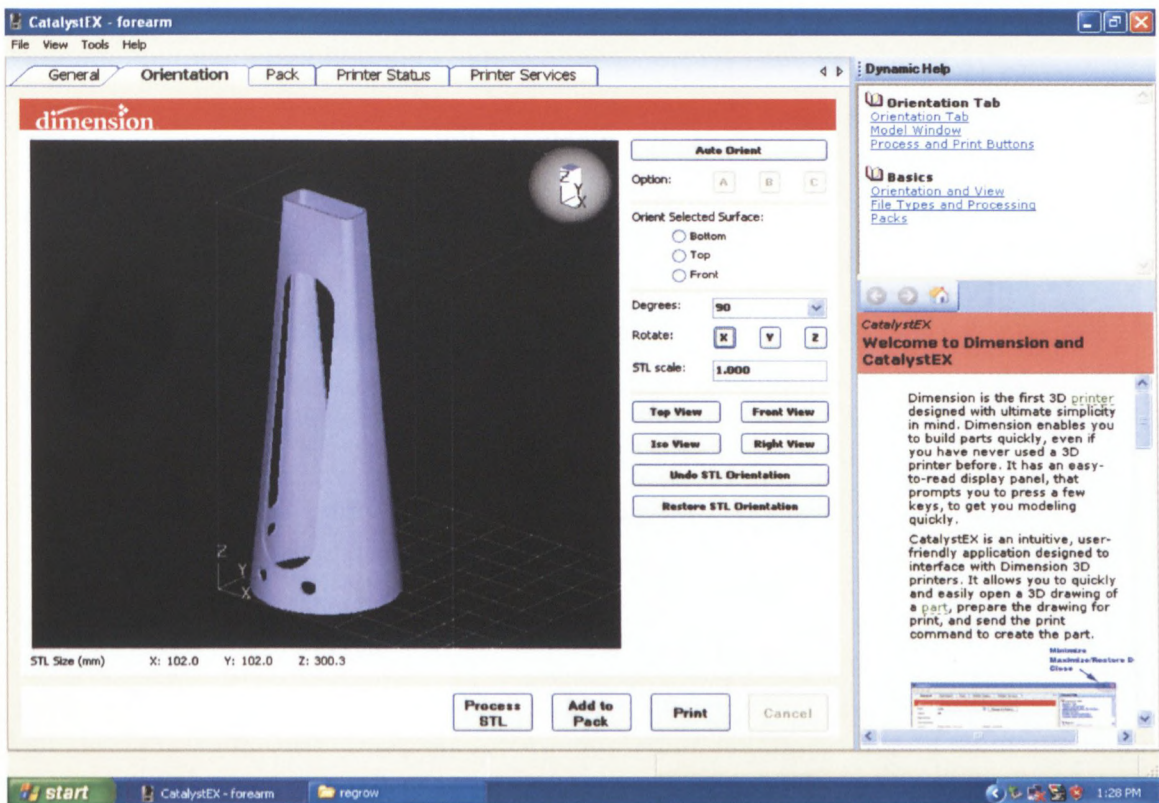 CatalystEX - forearm
File View Tools Help
General Orientation Pack Printer Status Printer Services
dimension
Z
Y
X
Z
Y
X
STL Size (mm) X: 102.0 Y: 102.0 Z: 300.3
Auto Orient
Option: A B C
Orient Selected Surface:
Bottom
Top
Front
Degrees: 90
Rotate: X Y Z
STL scale: 1.000
Top View Front View
Iso View Right View
Undo STL Orientation
Restore STL Orientation
Process STL Add to Pack Print Cancel
Dynamic Help
Orientation Tab
Orientation Tab
Model Window
Process and Print Buttons
Basics
Orientation and View
File Types and Processing
Packs
CatalystEX
Welcome to Dimension and
CatalystEX
Dimension is the first 3D printer
designed with ultimate simplicity
in mind. Dimension enables you
to build parts quickly, even if
you have never used a 3D
printer before. It has an easy-
to-read display panel, that
prompts you to press a few
keys, to get you modeling
quickly.
CatalystEX is an intuitive, user-
friendly application designed to
interface with Dimension 3D
printers. It allows you to quickly
and easily open a 3D drawing of
a part, prepare the drawing for
print, and send the print
command to create the part.
Minimize
Maximize/Restore D
Close
start CatalystEX - forearm regrow 1:28 PM